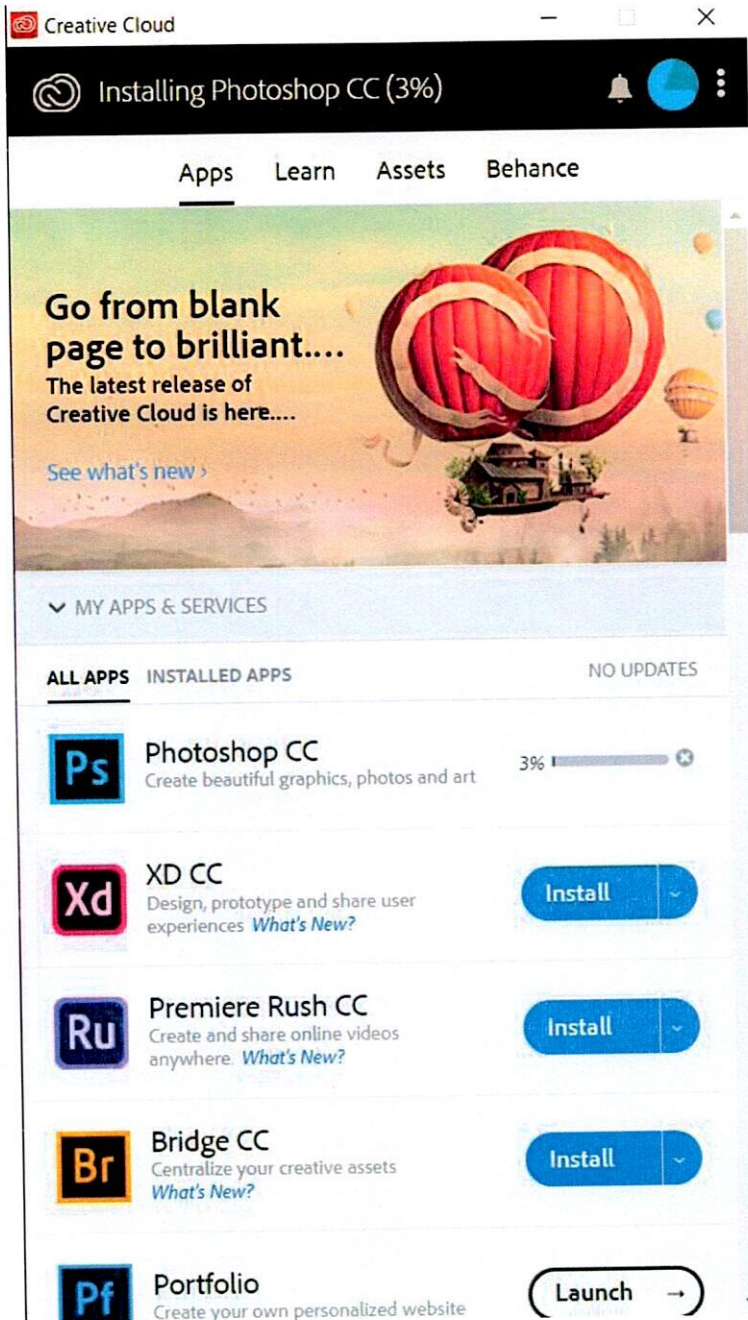 Creative Cloud
Installing Photoshop CC (3%)
Apps Learn Assets Behance
Go from blank
page to brilliant....
The latest release of
Creative Cloud is here....
See what's new ›
MY APPS & SERVICES
ALL APPS INSTALLED APPS NO UPDATES
Ps
Photoshop CC
Create beautiful graphics, photos and art
3%
Xd
XD CC
Design, prototype and share user
experiences What's New?
Install
Ru
Premiere Rush CC
Create and share online videos
anywhere. What's New?
Install
Br
Bridge CC
Centralize your creative assets
What's New?
Install
Pf
Portfolio
Create your own personalized website
Launch →